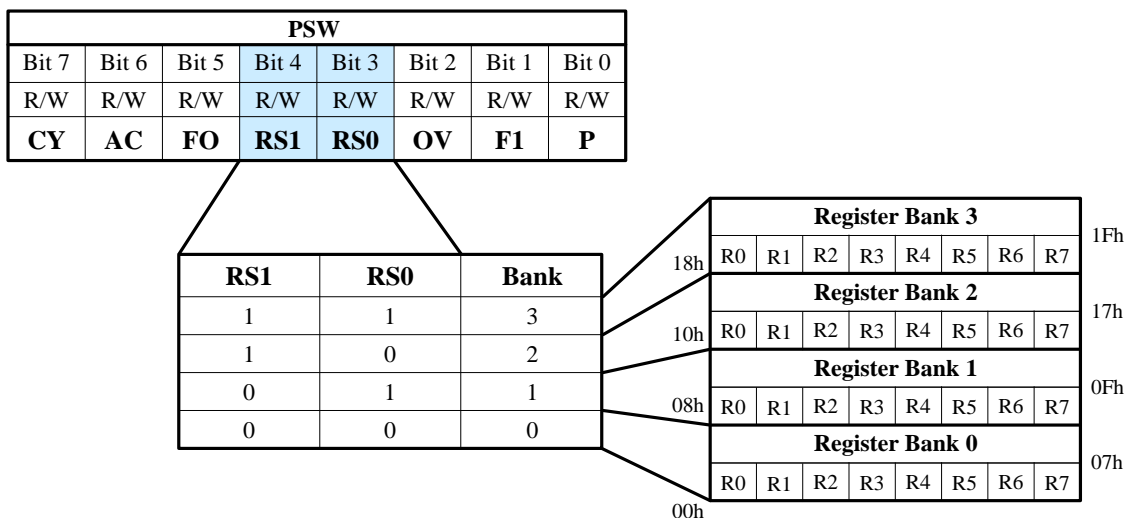 PSW
Bit 7 Bit 6 Bit 5 Bit 4 Bit 3 Bit 2 Bit 1 Bit 0
R/W R/W R/W R/W R/W R/W R/W R/W
CY AC FO RS1 RS0 OV F1 P
RS1 RS0 Bank
1 1 3
1 0 2
0 1 1
0 0 0
Register Bank 3
1Fh
18h R0 R1 R2 R3 R4 R5 R6 R7
Register Bank 2
17h
10h R0 R1 R2 R3 R4 R5 R6 R7
Register Bank 1
0Fh
08h R0 R1 R2 R3 R4 R5 R6 R7
Register Bank 0
07h
R0 R1 R2 R3 R4 R5 R6 R7
00h